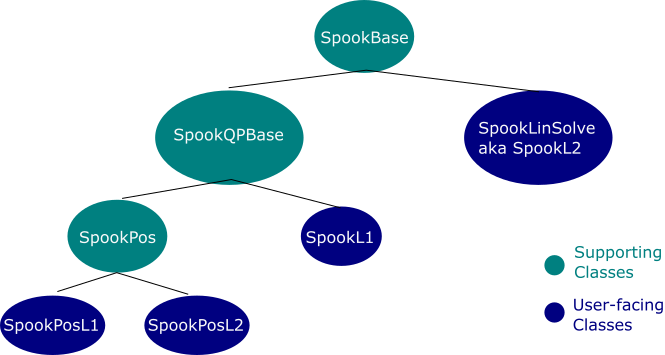 SpookBase
SpookQPBase
SpookLinSolve
aka SpookL2
SpookPos
SpookL1
Supporting
Classes
SpookPosL1
SpookPosL2
User-facing
Classes